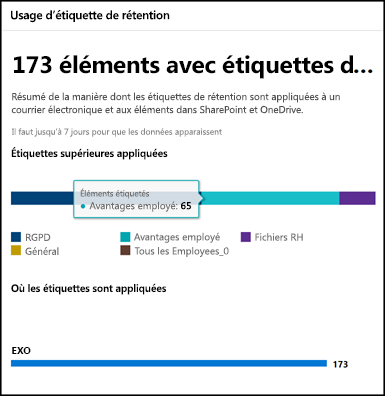 Usage d'étiquette de rétention
173 éléments avec étiquettes d...
Résumé de la manière dont les étiquettes de rétention sont appliquées à un
courrier électronique et aux éléments dans SharePoint et OneDrive.
Il faut jusqu'à 7 jours pour que les données apparaissent
Étiquettes supérieures appliquées
Éléments étiquetés
Avantages employé: 65
RGPD
Avantages employé
Fichiers RH
Général
Tous les Employees_0
Où les étiquettes sont appliquées
EXO
173